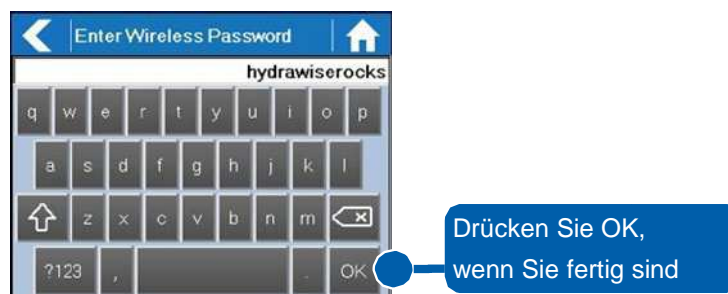 Enter Wireless Password
hydrawiserocks
q w e r t y u i o p
a s d f g h j k l
z x c v b n m
?123 , . OK
Drücken Sie OK,
wenn Sie fertig sind